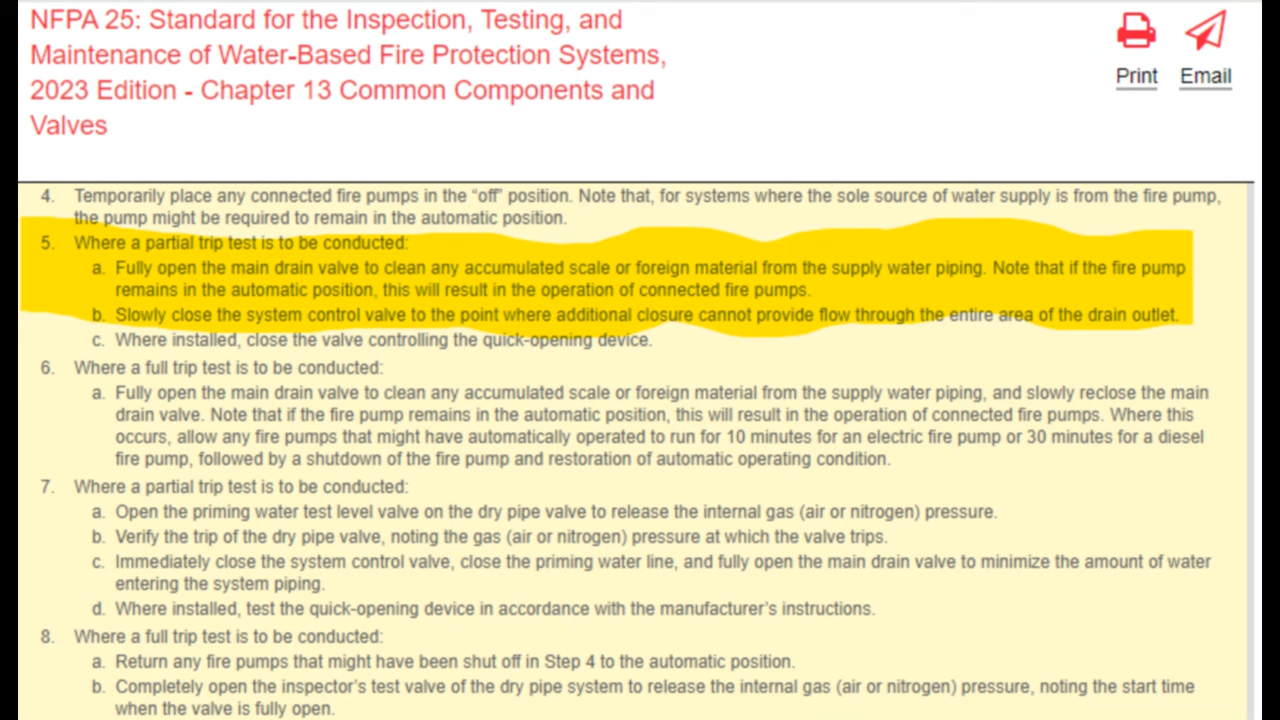 NFPA 25: Standard for the Inspection, Testing, and
Maintenance of Water-Based Fire Protection Systems,
2023 Edition - Chapter 13 Common Components and
Valves
Print Email
4. Temporarily place any connected fire pumps in the “off” position. Note that, for systems where the sole source of water supply is from the fire pump,
the pump might be required to remain in the automatic position.
5. Where a partial trip test is to be conducted:
a. Fully open the main drain valve to clean any accumulated scale or foreign material from the supply water piping. Note that if the fire pump
remains in the automatic position, this will result in the operation of connected fire pumps.
b. Slowly close the system control valve to the point where additional closure cannot provide flow through the entire area of the drain outlet.
c. Where installed, close the valve controlling the quick-opening device.
6. Where a full trip test is to be conducted:
a. Fully open the main drain valve to clean any accumulated scale or foreign material from the supply water piping, and slowly reclose the main
drain valve. Note that if the fire pump remains in the automatic position, this will result in the operation of connected fire pumps. Where this
occurs, allow any fire pumps that might have automatically operated to run for 10 minutes for an electric fire pump or 30 minutes for a diesel
fire pump, followed by a shutdown of the fire pump and restoration of automatic operating condition.
7. Where a partial trip test is to be conducted:
a. Open the priming water test level valve on the dry pipe valve to release the internal gas (air or nitrogen) pressure.
b. Verify the trip of the dry pipe valve, noting the gas (air or nitrogen) pressure at which the valve trips.
c. Immediately close the system control valve, close the priming water line, and fully open the main drain valve to minimize the amount of water
entering the system piping.
d. Where installed, test the quick-opening device in accordance with the manufacturer’s instructions.
8. Where a full trip test is to be conducted:
a. Return any fire pumps that might have been shut off in Step 4 to the automatic position.
b. Completely open the inspector’s test valve of the dry pipe system to release the internal gas (air or nitrogen) pressure, noting the start time
when the valve is fully open.